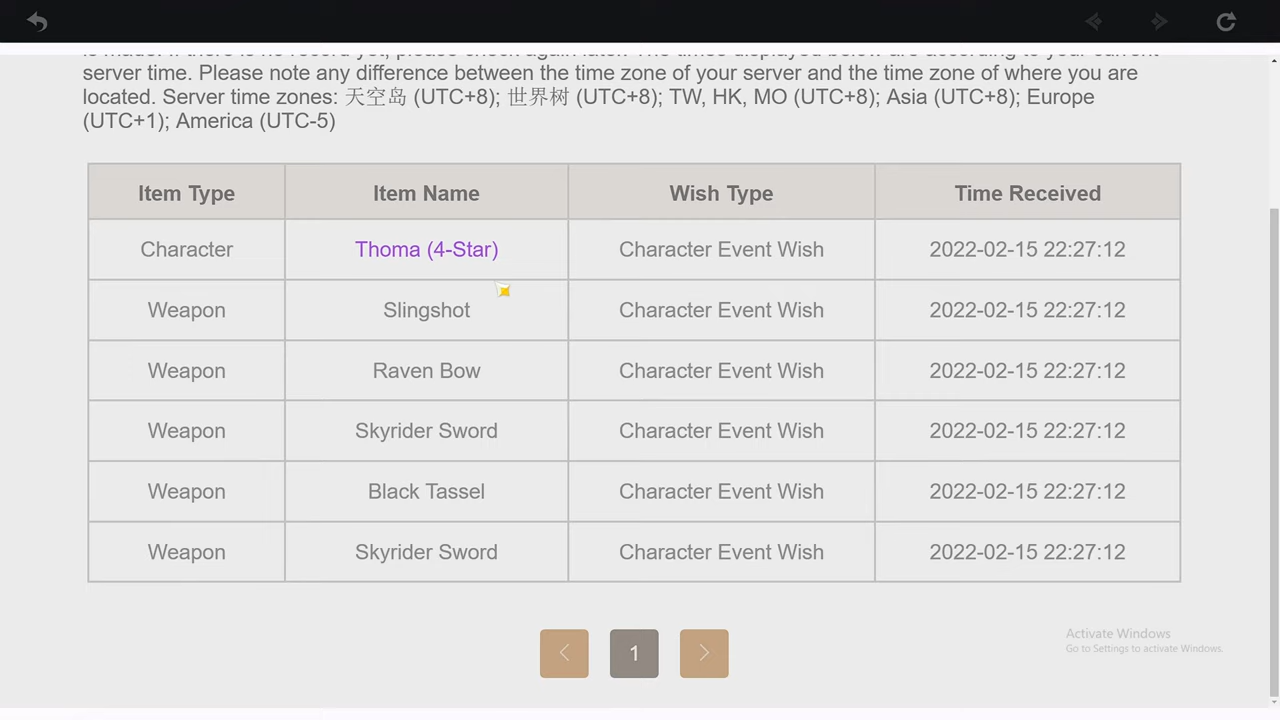 server time. Please note any difference between the time zone of your server and the time zone of where you are
located. Server time zones: 天空岛 (UTC+8); 世界树 (UTC+8); TW, HK, MO (UTC+8); Asia (UTC+8); Europe
(UTC+1); America (UTC-5)
Item Type Item Name Wish Type Time Received
Character Thoma (4-Star) Character Event Wish 2022-02-15 22:27:12
Weapon Slingshot Character Event Wish 2022-02-15 22:27:12
Weapon Raven Bow Character Event Wish 2022-02-15 22:27:12
Weapon Skyrider Sword Character Event Wish 2022-02-15 22:27:12
Weapon Black Tassel Character Event Wish 2022-02-15 22:27:12
Weapon Skyrider Sword Character Event Wish 2022-02-15 22:27:12
1
Activate Windows
Go to Settings to activate Windows.